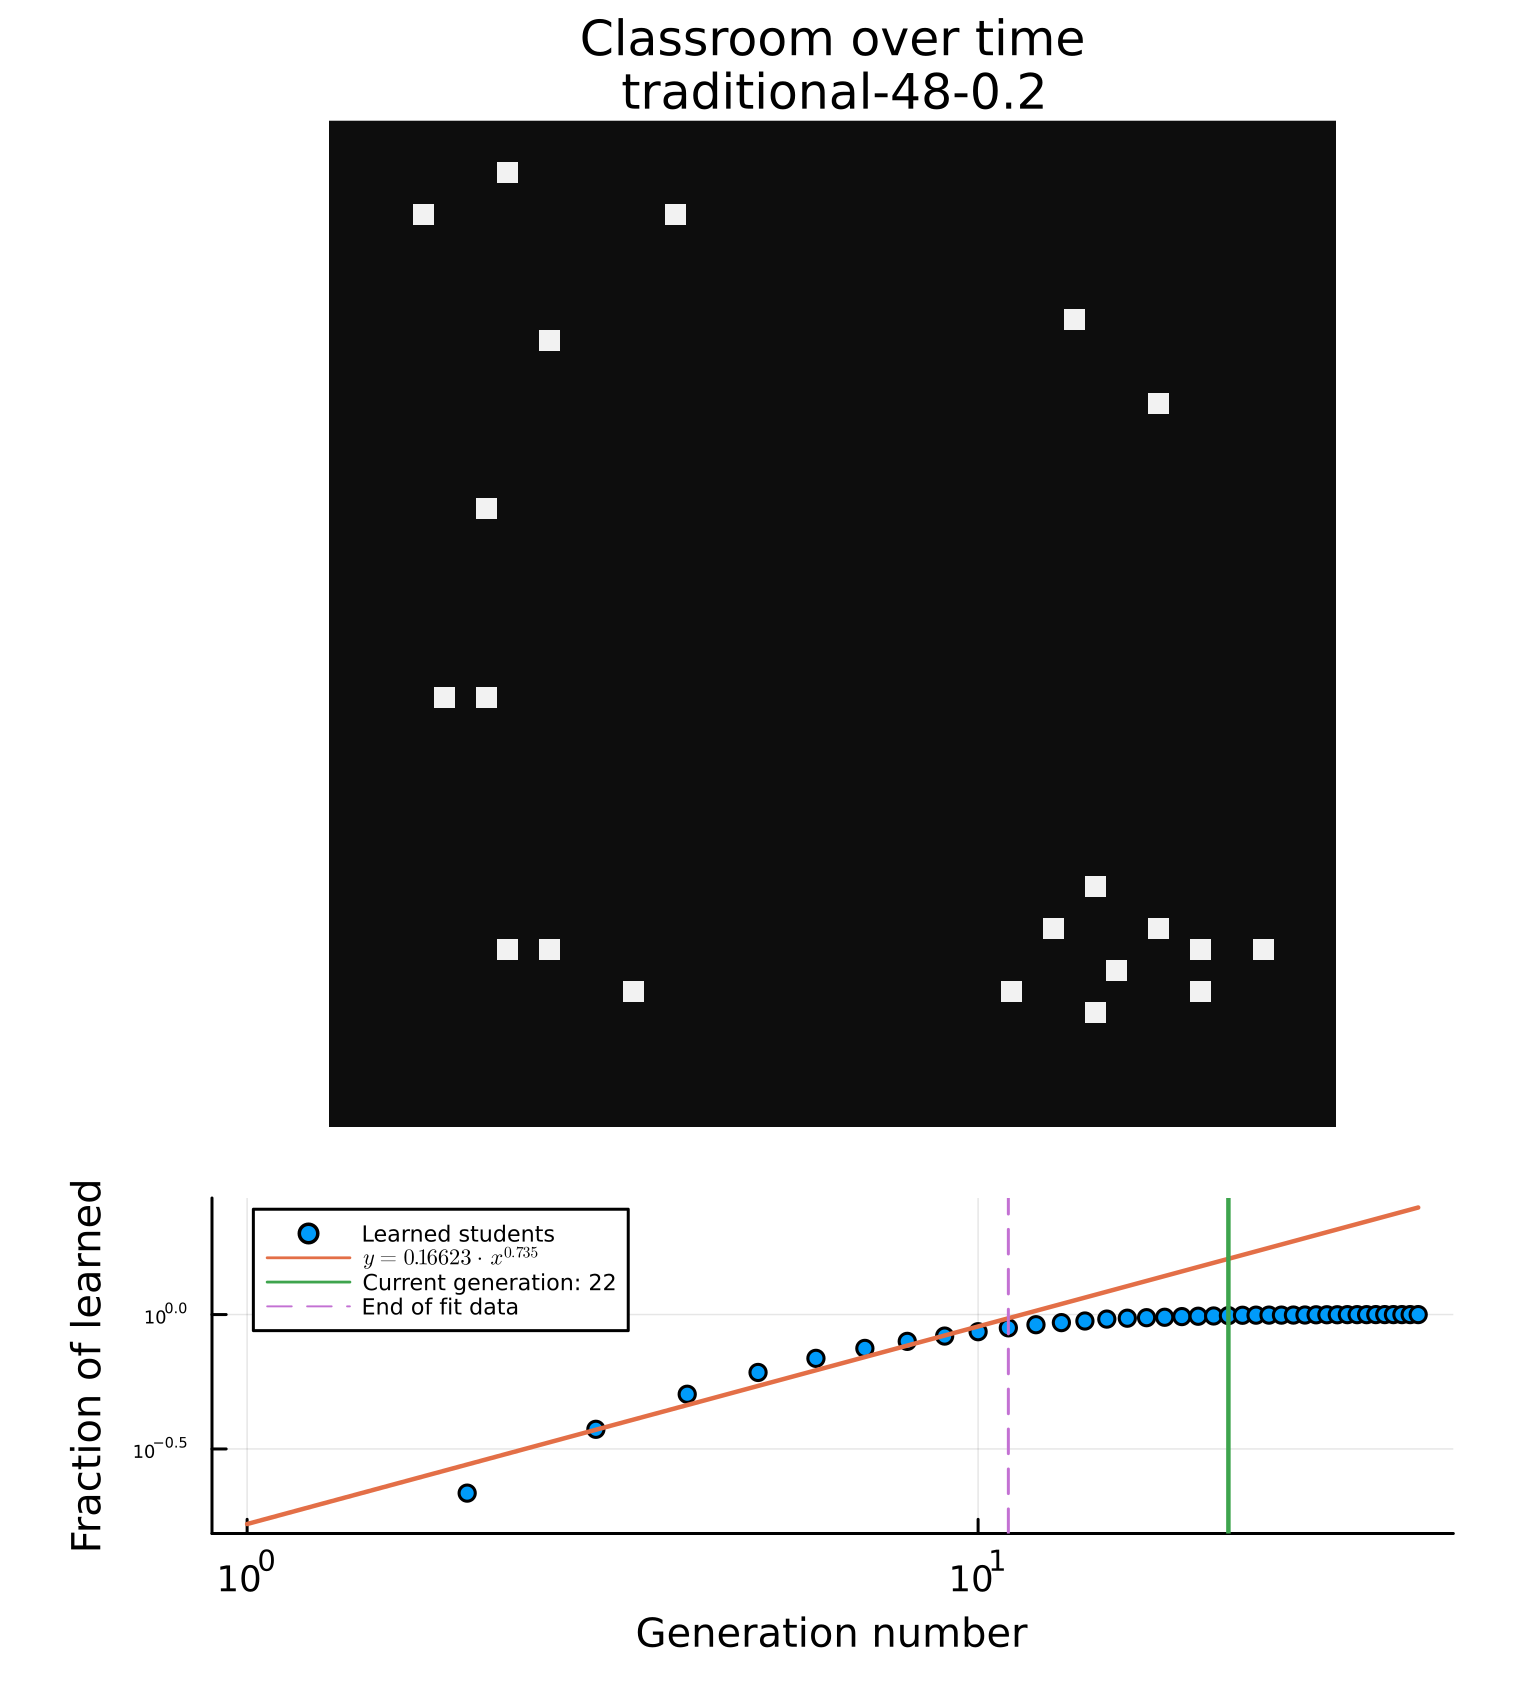 Classroom over time
traditional-48-0.2
Fraction of learned
Learned students
y = 0.16623 · x^0.735
Current generation: 22
End of fit data
10^0.0
10^−0.5
10^0
10^1
Generation number